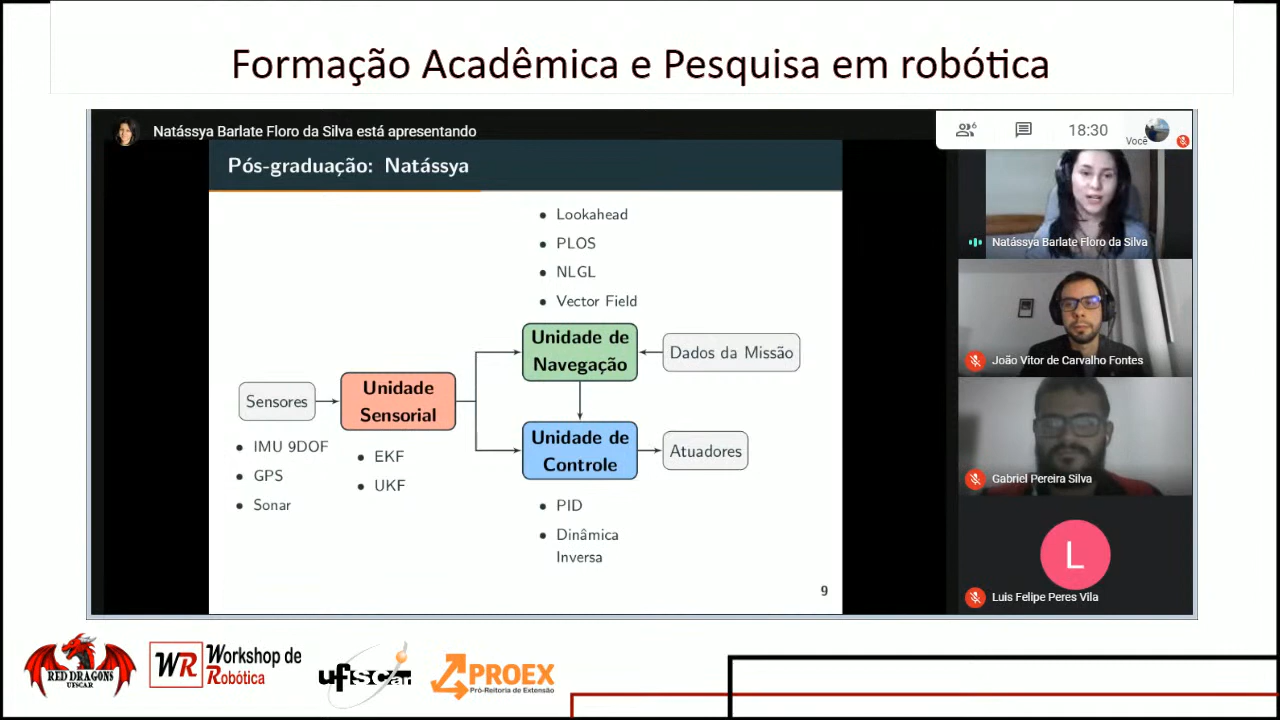 Formação Acadêmica e Pesquisa em robótica
Natássya Barlate Floro da Silva está apresentando
6
18:30
Você
Pós-graduação: Natássya
• Lookahead
• PLOS
• NLGL
• Vector Field
Unidade de
Navegação
Dados da Missão
Sensores
Unidade
Sensorial
Unidade de
Controle
Atuadores
• IMU 9DOF
• GPS
• Sonar
• EKF
• UKF
• PID
• Dinâmica
Inversa
9
Natássya Barlate Floro da Silva
João Vitor de Carvalho Fontes
Gabriel Pereira Silva
L
Luis Felipe Peres Vila
RED DRAGONS
UFSCAR
WR
Workshop de
Robótica
ufscar
PROEX
Pró-Reitoria de Extensão